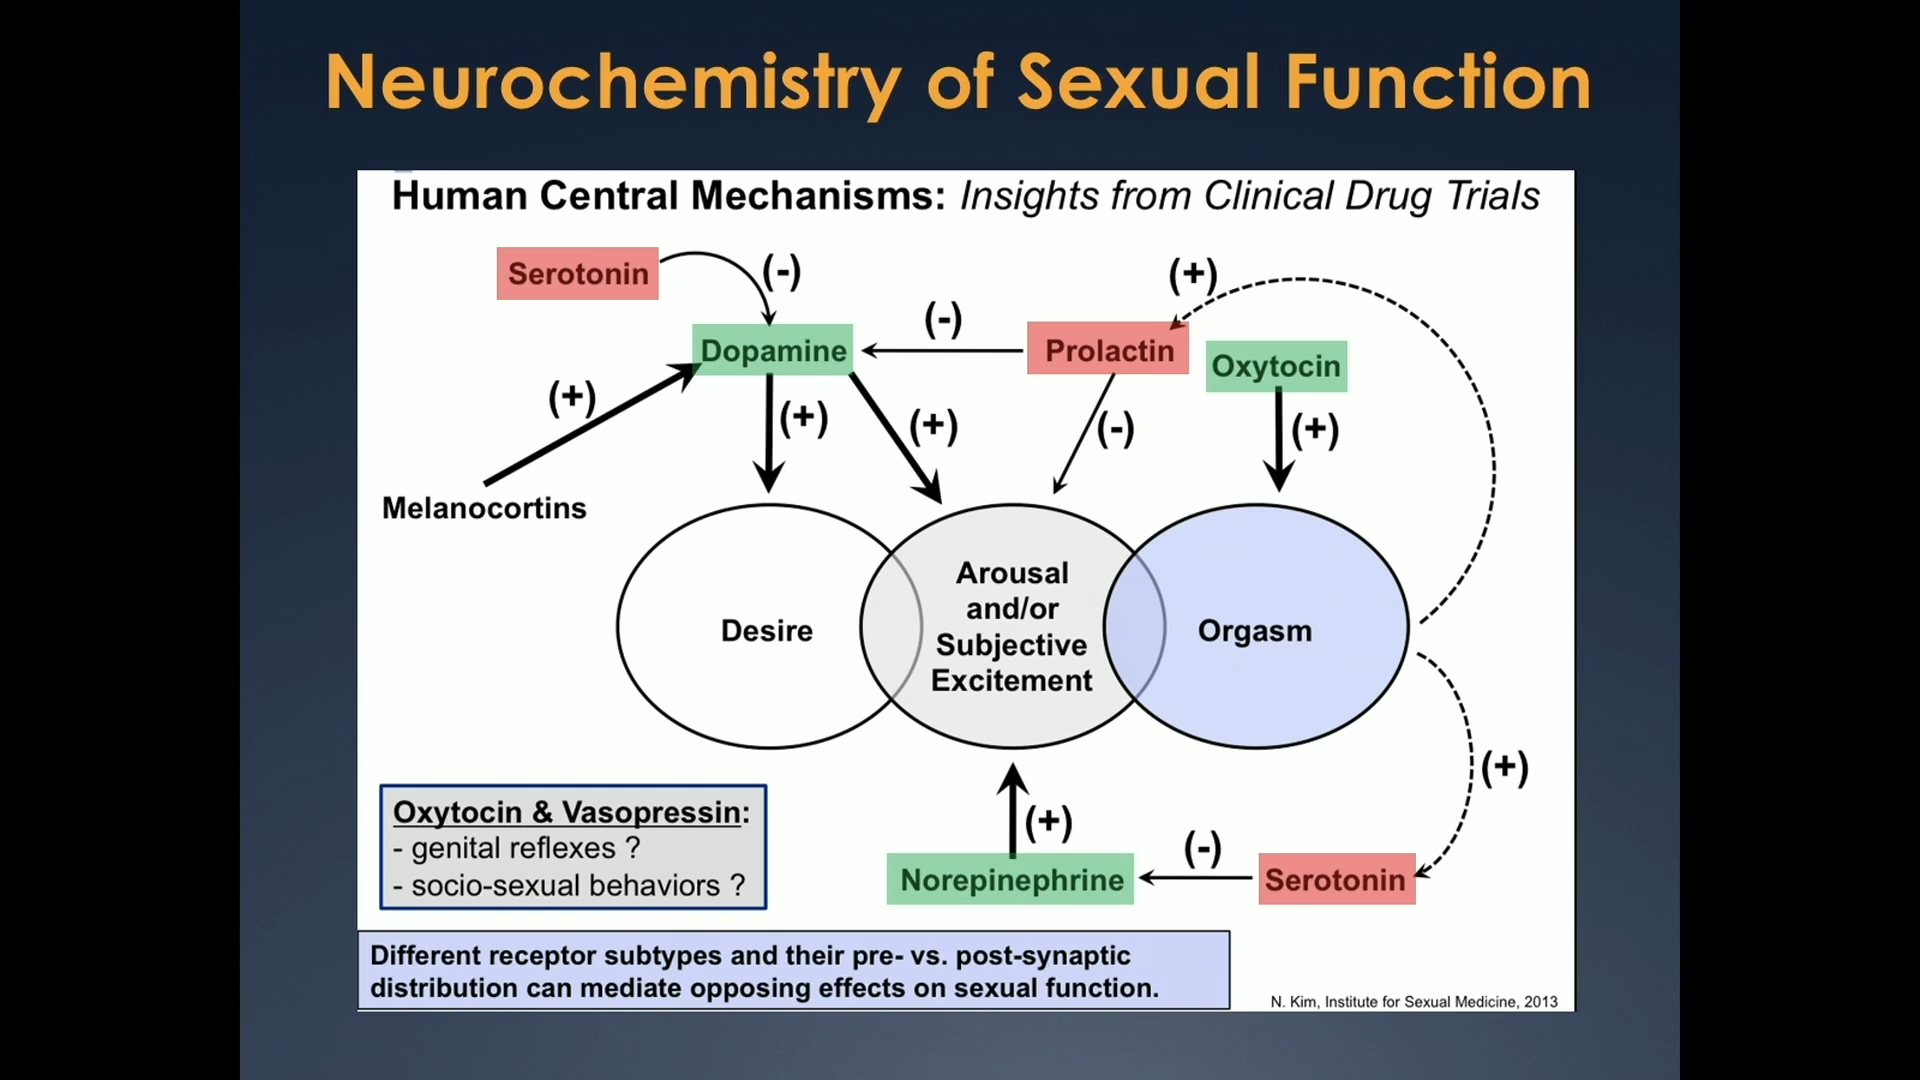 Neurochemistry of Sexual Function
Human Central Mechanisms: Insights from Clinical Drug Trials
Serotonin
(-)
(+)
(-)
Dopamine
Prolactin
Oxytocin
(+)
(+)
(+)
(-)
(+)
Melanocortins
Desire
Arousal
and/or
Subjective
Excitement
Orgasm
(+)
Oxytocin & Vasopressin:
- genital reflexes ?
- socio-sexual behaviors ?
(+)
(-)
Norepinephrine
Serotonin
Different receptor subtypes and their pre- vs. post-synaptic
distribution can mediate opposing effects on sexual function.
N. Kim, Institute for Sexual Medicine, 2013